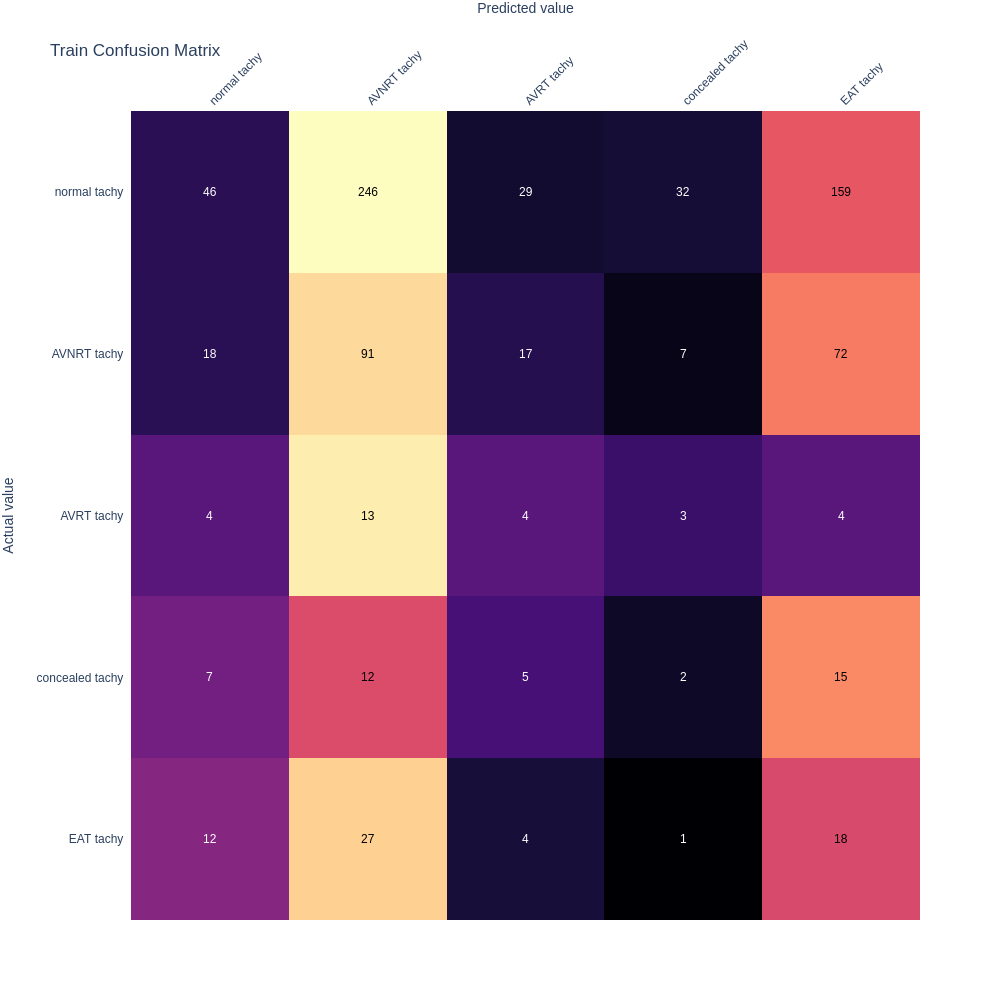 Predicted value
Train Confusion Matrix
normal tachy
AVNRT tachy
AVRT tachy
concealed tachy
EAT tachy
normal tachy 46 246 29 32 159
AVNRT tachy 18 91 17 7 72
AVRT tachy 4 13 4 3 4
concealed tachy 7 12 5 2 15
EAT tachy 12 27 4 1 18
Actual value